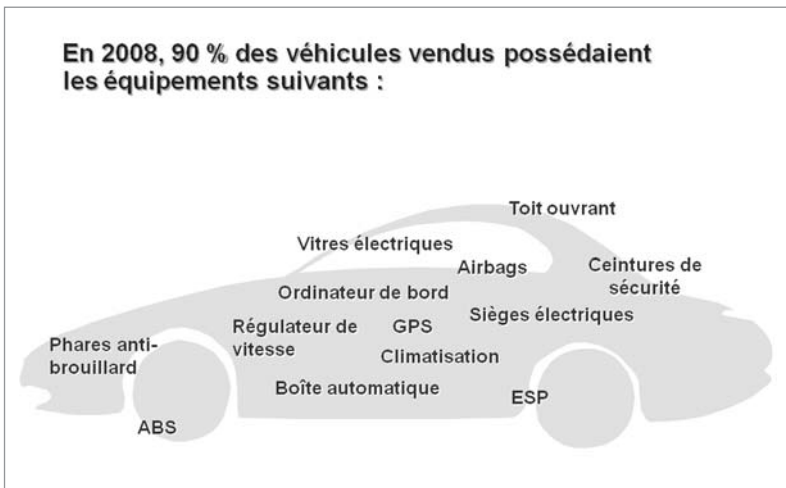 En 2008, 90 % des véhicules vendus possédaient
les équipements suivants :
Toit ouvrant
Vitres électriques
Airbags
Ceintures de
sécurité
Ordinateur de bord
Sièges électriques
Régulateur de
vitesse
GPS
Phares anti-
brouillard
Climatisation
Boîte automatique
ESP
ABS